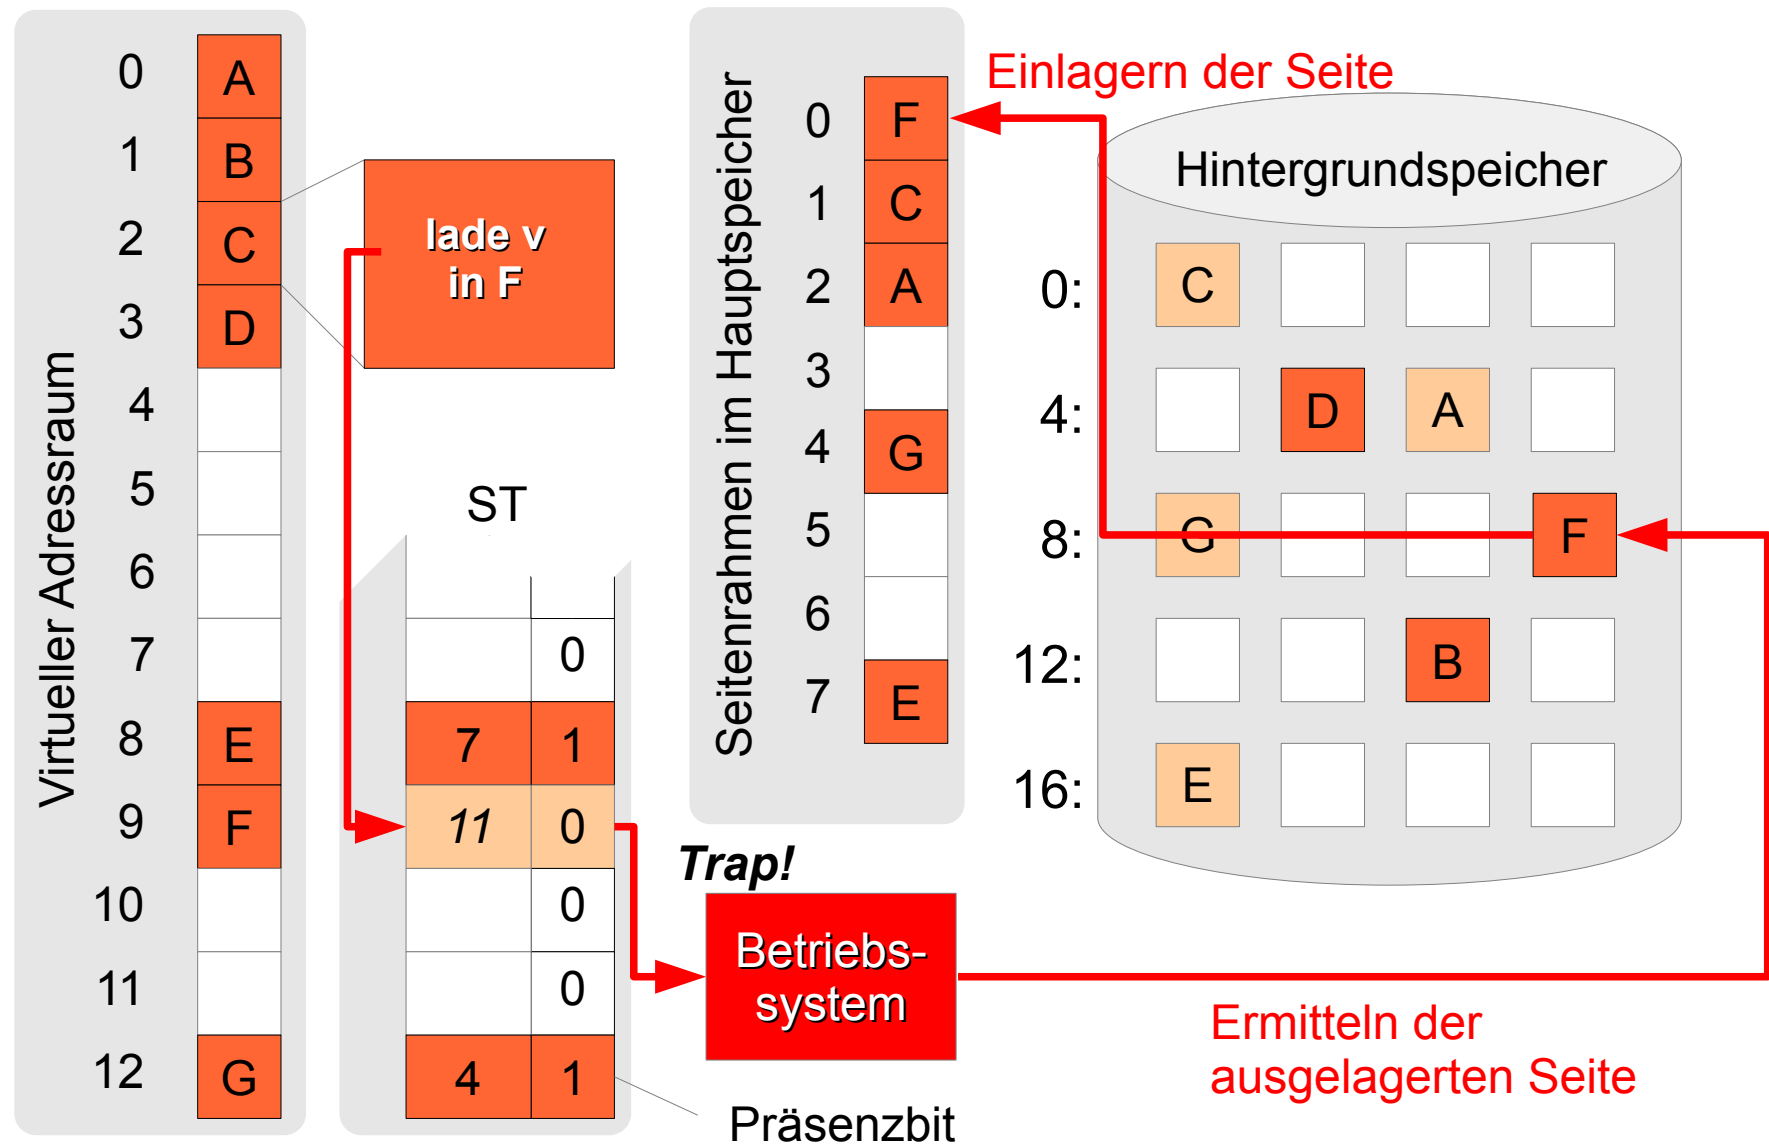 Virtueller Adressraum
0 A
1 B
2 C
3 D
4
5
6
7
8 E
9 F
10
11
12 G
lade v
in F
ST
0
7 1
11 0
0
0
4 1
Präsenzbit
Trap!
Betriebs-
system
Seitenrahmen im Hauptspeicher
0 F
1 C
2 A
3
4 G
5
6
7 E
Einlagern der Seite
Hintergrundspeicher
0: C
4: D A
8: G F
12: B
16: E
Ermitteln der
ausgelagerten Seite